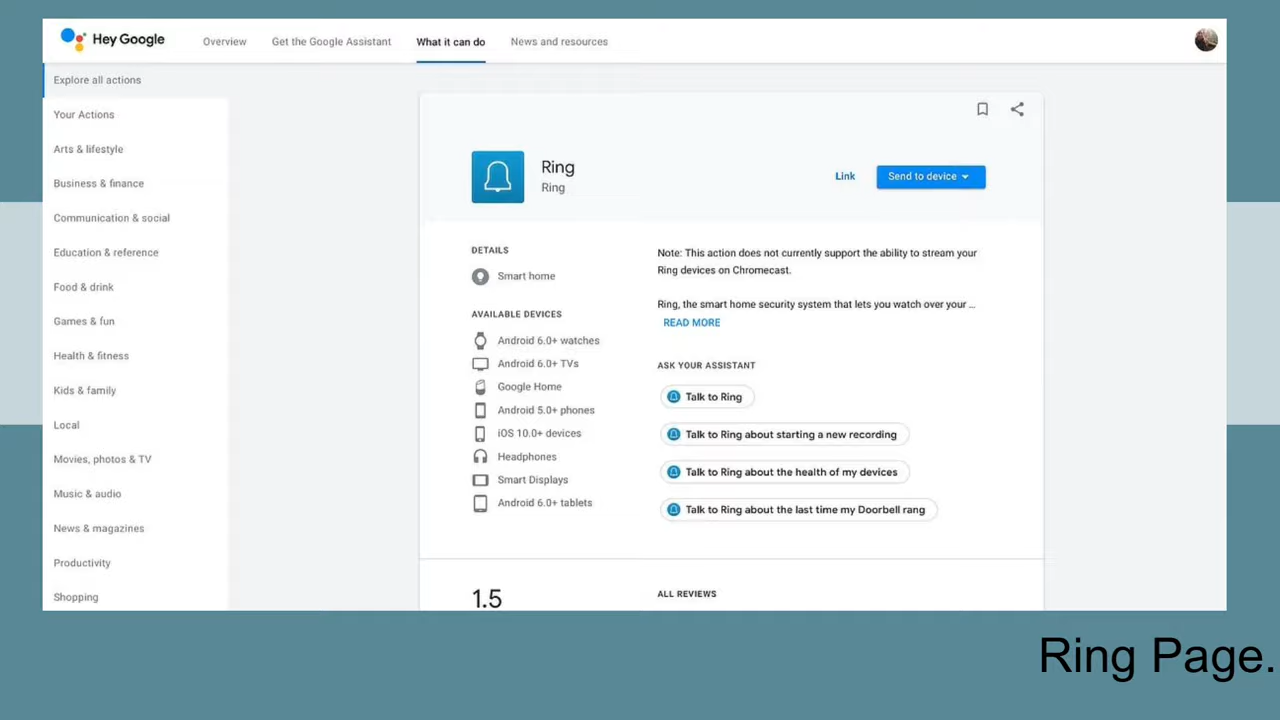 Hey Google
Overview
Get the Google Assistant
What it can do
News and resources
Explore all actions
Your Actions
Arts & lifestyle
Business & finance
Communication & social
Education & reference
Food & drink
Games & fun
Health & fitness
Kids & family
Local
Movies, photos & TV
Music & audio
News & magazines
Productivity
Shopping
Ring
Ring
Link
Send to device
DETAILS
Smart home
AVAILABLE DEVICES
Android 6.0+ watches
Android 6.0+ TVs
Google Home
Android 5.0+ phones
iOS 10.0+ devices
Headphones
Smart Displays
Android 6.0+ tablets
Note: This action does not currently support the ability to stream your
Ring devices on Chromecast.
Ring, the smart home security system that lets you watch over your ...
READ MORE
ASK YOUR ASSISTANT
Talk to Ring
Talk to Ring about starting a new recording
Talk to Ring about the health of my devices
Talk to Ring about the last time my Doorbell rang
1.5
ALL REVIEWS
Ring Page.